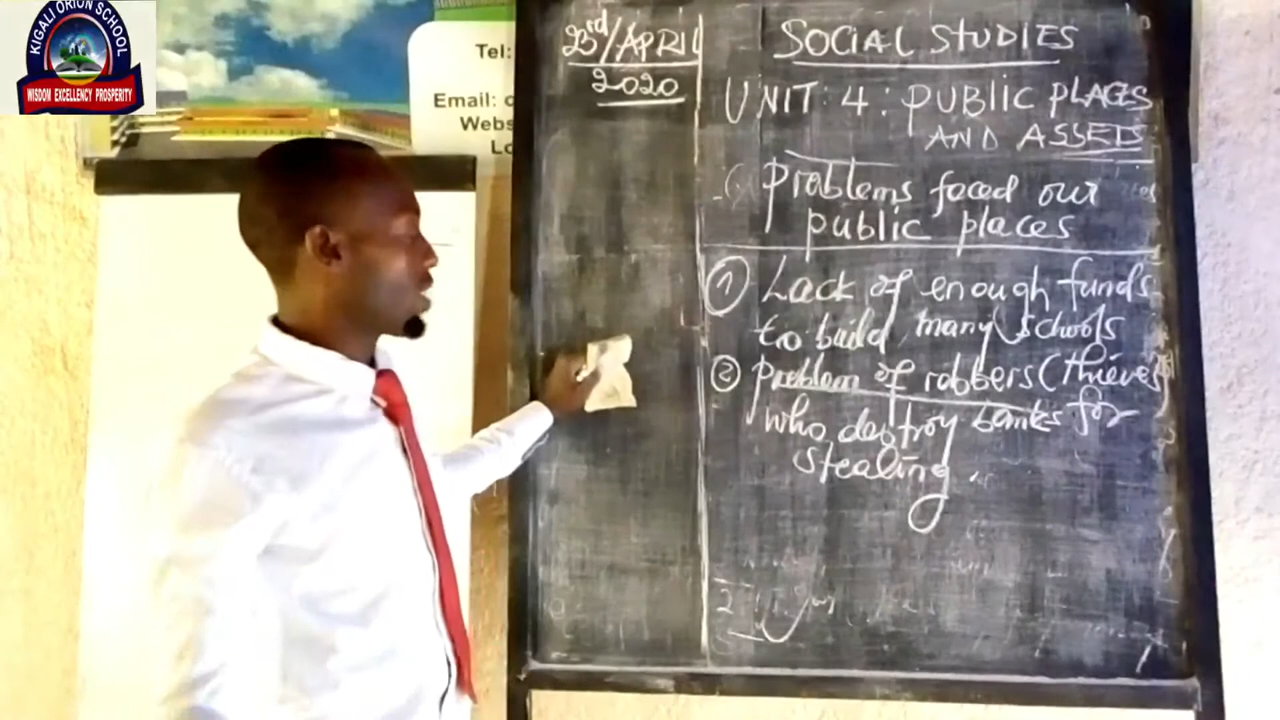 KIGALI ORION SCHOOL
WISDOM EXCELLENCY PROSPERITY
Tel:
Email:
Webs
23rd/APRIL
2020
SOCIAL STUDIES
UNIT: 4: PUBLIC PLACES
AND ASSETS
Problems faced our
public places
① Lack of enough funds
to build many schools
② Problem of robbers (thieves)
who destroy banks for
stealing.